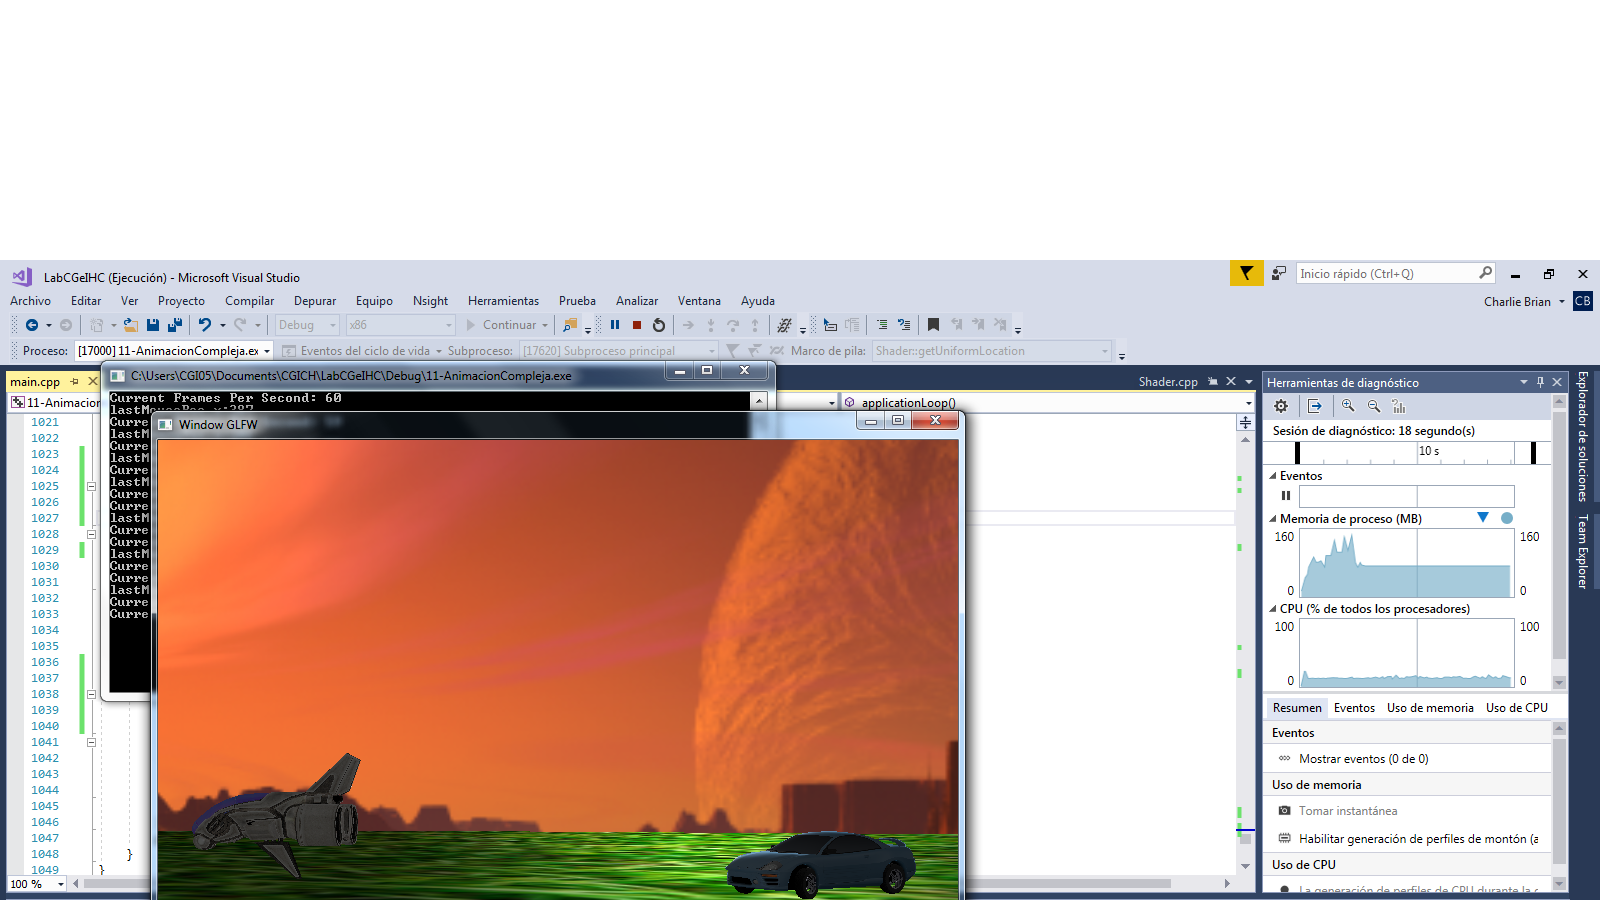 LabCGeIHC (Ejecución) - Microsoft Visual Studio
Inicio rápido (Ctrl+Q)
Archivo Editar Ver Proyecto Compilar Depurar Equipo Nsight Herramientas Prueba Analizar Ventana Ayuda
Charlie Brian CB
Debug x86 Continuar
Proceso: [17000] 11-AnimacionCompleja.ex Eventos del ciclo de vida Subproceso: [17620] Subproceso principal Marco de pila: Shader::getUniformLocation
main.cpp
C:\Users\CGI05\Documents\CGICH\LabCGeIHC\Debug\11-AnimacionCompleja.exe
Shader.cpp
11-Animacion
applicationLoop()
Current Frames Per Second: 60
Window GLFW
lastM
Curre
lastM
Curre
lastM
Curre
Curre
lastM
Curre
Curre
lastM
Curre
Curre
lastM
Curre
Curre
1021
1022
1023
1024
1025
1026
1027
1028
1029
1030
1031
1032
1033
1034
1035
1036
1037
1038
1039
1040
1041
1042
1043
1044
1045
1046
1047
1048 }
1049 }
100 %
Herramientas de diagnóstico
Sesión de diagnóstico: 18 segundo(s)
10 s
Eventos
Memoria de proceso (MB)
160 160
0 0
CPU (% de todos los procesadores)
100 100
0 0
Resumen Eventos Uso de memoria Uso de CPU
Eventos
Mostrar eventos (0 de 0)
Uso de memoria
Tomar instantánea
Habilitar generación de perfiles de montón (a
Uso de CPU
La generación de perfiles de CPU durante la
Explorador de soluciones
Team Explorer